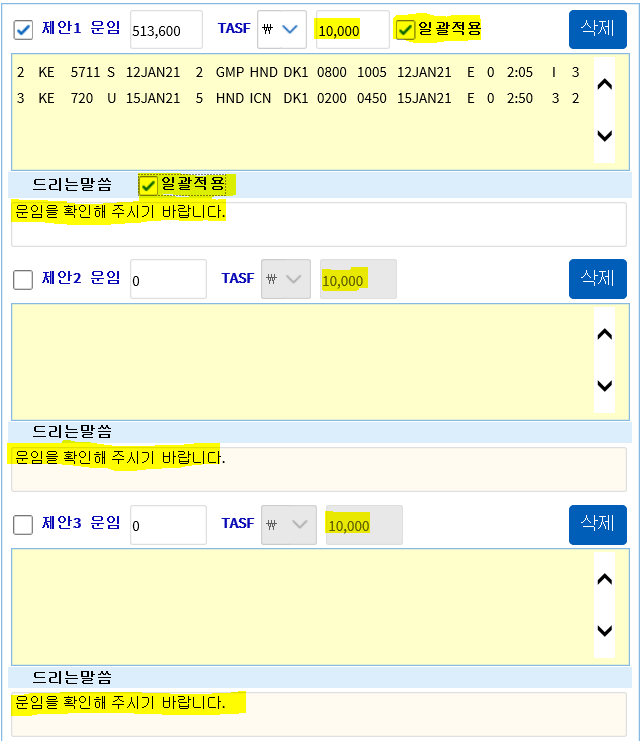 제안1 운임 513,600 TASF ₩ 10,000 일괄적용 삭제
2 KE 5711 S 12JAN21 2 GMP HND DK1 0800 1005 12JAN21 E 0 2:05 I 3
3 KE 720 U 15JAN21 5 HND ICN DK1 0200 0450 15JAN21 E 0 2:50 3 2
드리는말씀 일괄적용
운임을 확인해 주시기 바랍니다.
제안2 운임 0 TASF ₩ 10,000 삭제
드리는말씀
운임을 확인해 주시기 바랍니다.
제안3 운임 0 TASF ₩ 10,000 삭제
드리는말씀
운임을 확인해 주시기 바랍니다.